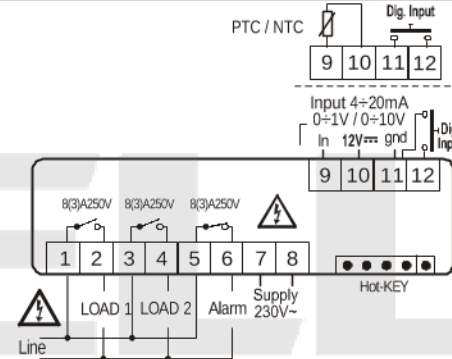 PTC / NTC
Dig. Input
9 10 11 12
Input 4÷20mA
0÷1V / 0÷10V
In 12V gnd
9 10 11 12
8(3)A250V 8(3)A250V 8(3)A250V
1 2 3 4 5 6 7 8
Hot-KEY
LOAD 1 LOAD 2 Alarm Supply
230V~
Line